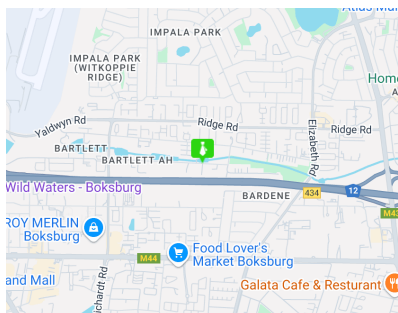 Atlas Mal
IMPALA PARK
IMPALA PARK
(WITKOPPIE
RIDGE)
Home
Ridge Rd
Yaldwyn Rd
Elizabeth Rd
Ridge Rd
BARTLETT
BARTLETT AH
Wild Waters - Boksburg
434
12
BARDENE
M43
ROY MERLIN
Boksburg
M44
Food Lover's
Market Boksburg
and Mall
Galata Cafe & Resturant